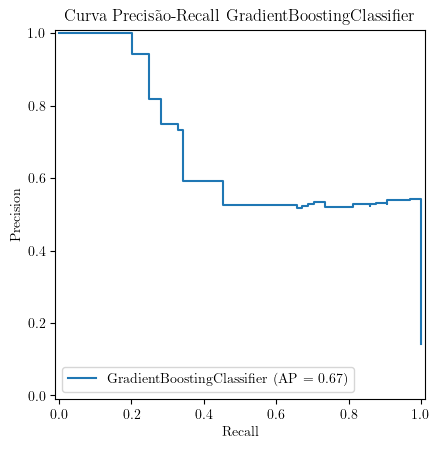 Curva Precisão-Recall GradientBoostingClassifier
1.0
0.8
0.6
0.4
0.2
0.0
Precision
GradientBoostingClassifier (AP = 0.67)
0.0 0.2 0.4 0.6 0.8 1.0
Recall